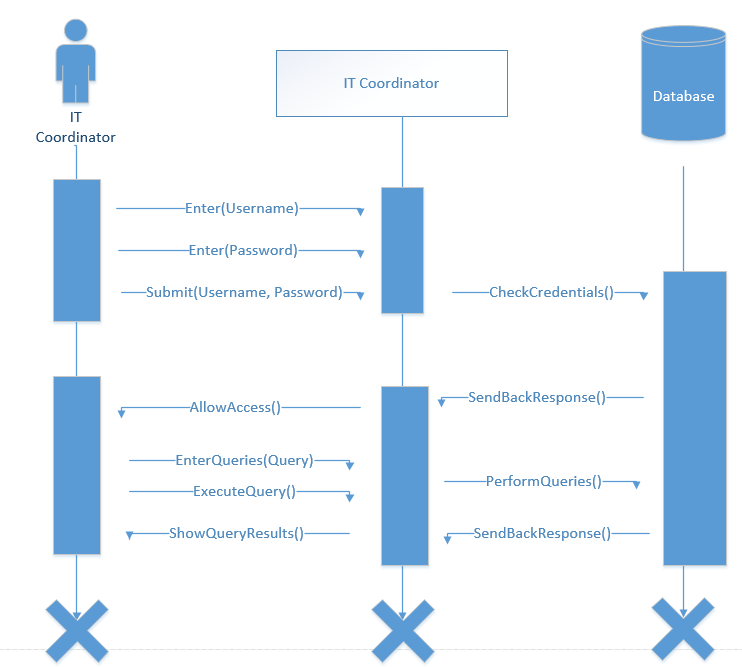 IT
Coordinator
IT Coordinator
Database
Enter(Username)
Enter(Password)
Submit(Username, Password)
CheckCredentials()
SendBackResponse()
AllowAccess()
EnterQueries(Query)
PerformQueries()
ExecuteQuery()
ShowQueryResults()
SendBackResponse()